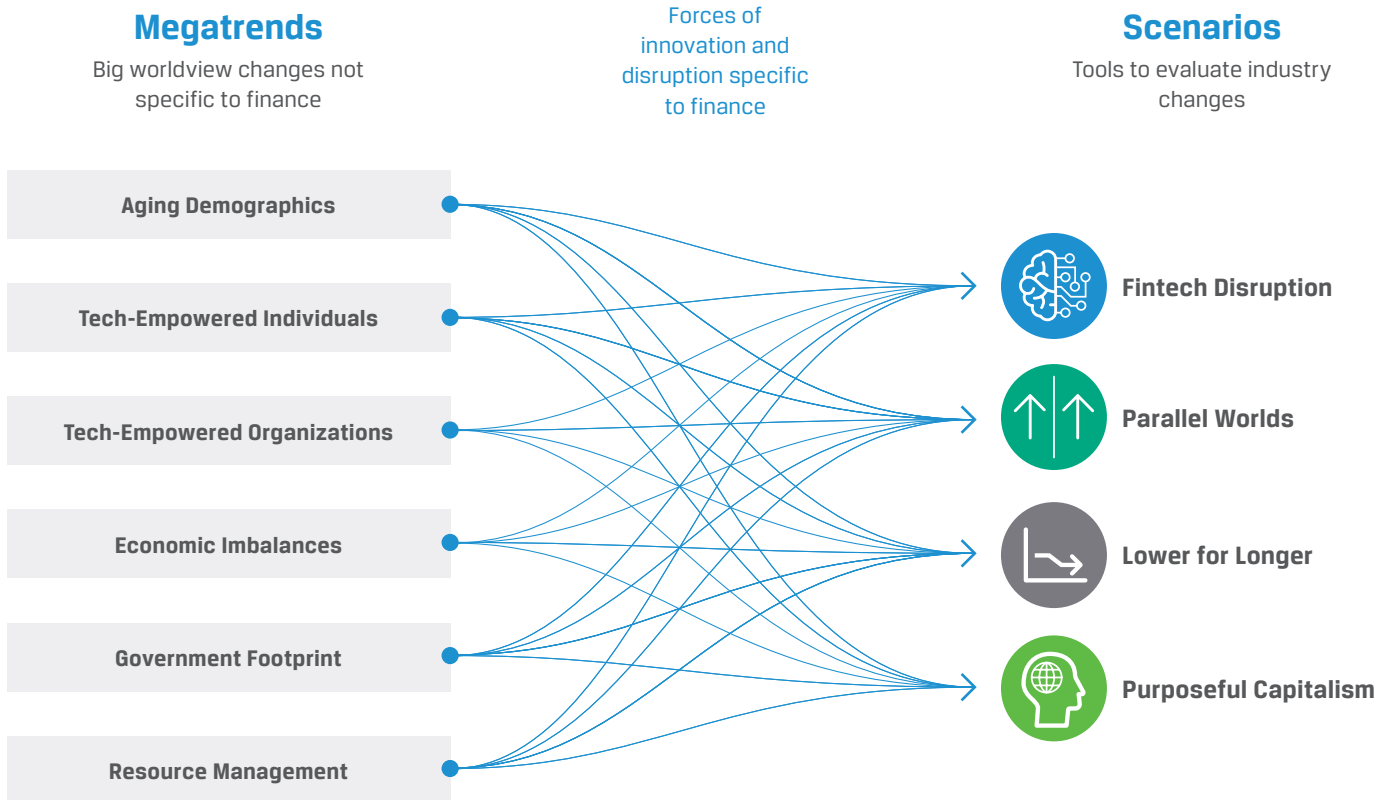 Megatrends
Big worldview changes not
specific to finance
Forces of
innovation and
disruption specific
to finance
Scenarios
Tools to evaluate industry
changes
Aging Demographics
Tech-Empowered Individuals
Tech-Empowered Organizations
Economic Imbalances
Government Footprint
Resource Management
Fintech Disruption
Parallel Worlds
Lower for Longer
Purposeful Capitalism